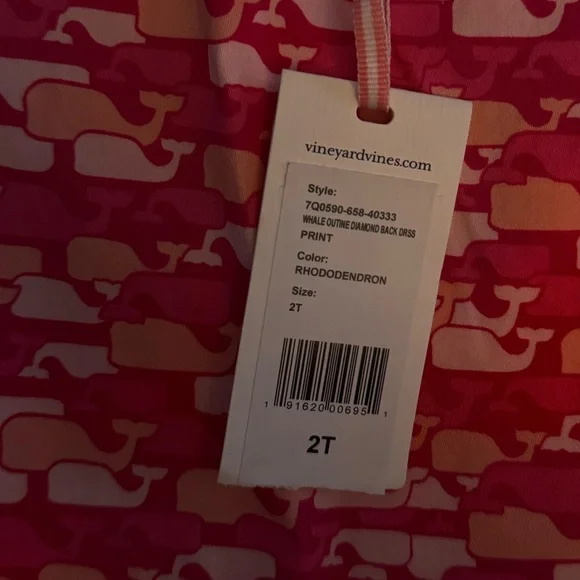 vineyardvines.com
Style:
7Q0590-658-40333
WHALE OUTINE DIAMOND BACK DRSS
PRINT
Color:
RHODODENDRON
Size:
2T
1 91620 00695 1
2T